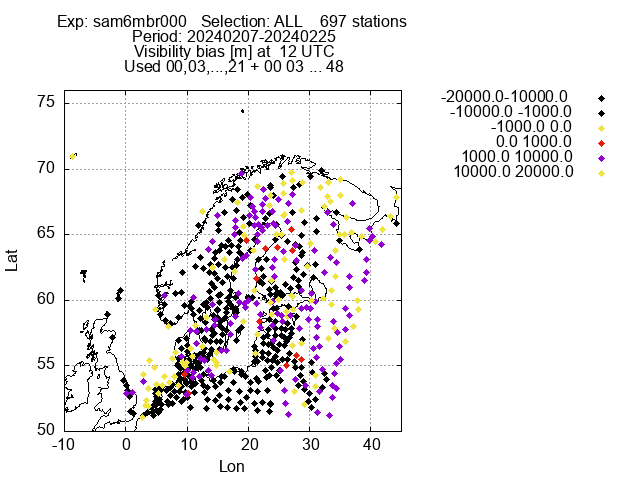 Exp: sam6mbr000   Selection: ALL    697 stations
Period: 20240207-20240225
Visibility bias [m] at  12 UTC
Used 00,03,...,21 + 00 03 ... 48
-20000.0-10000.0
-10000.0 -1000.0
-1000.0 0.0
0.0 1000.0
1000.0 10000.0
10000.0 20000.0
75
70
65
60
55
50
Lat
-10 0 10 20 30 40
Lon